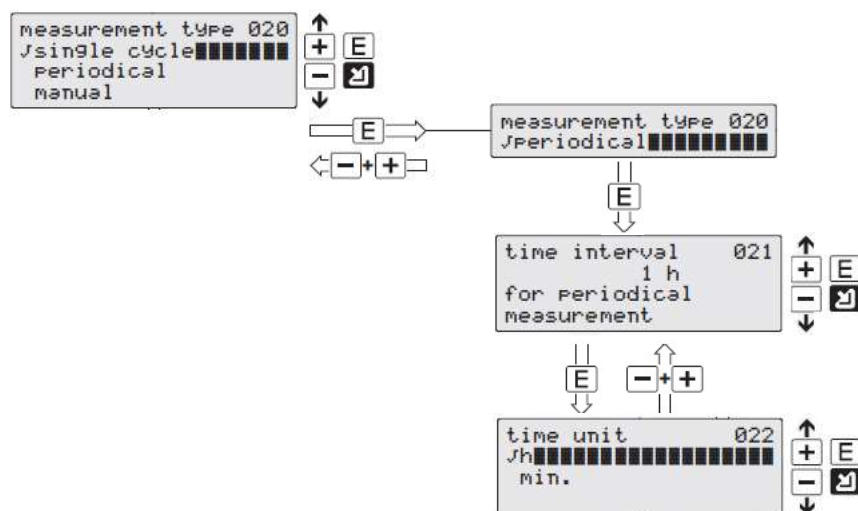 measurement type 020
√single cycle
periodical
manual
+ E
-
E
- + +
measurement type 020
√periodical
E
time interval 021
1 h
for periodical
measurement
+ E
-
E
- + +
time unit 022
√h
min.
+ E
-